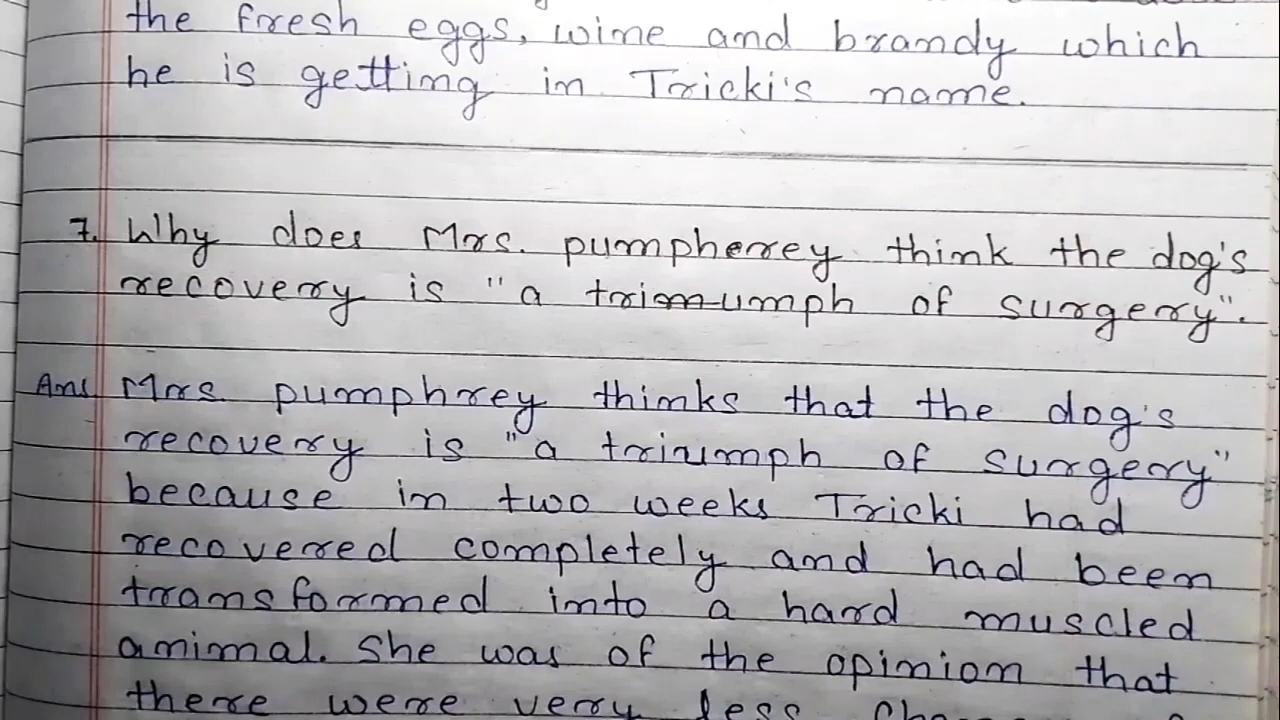 the fresh eggs, wine and brandy which
he is getting in Tricki's name.
7. Why does Mrs. pumpherey think the dog's
recovery is "a trimumph of surgery".
Ans Mrs. pumphrey thinks that the dog's
recovery is "a triumph of surgery"
because in two weeks Tricki had
recovered completely and had been
transformed into a hard muscled
animal. She was of the opinion that
there were very less